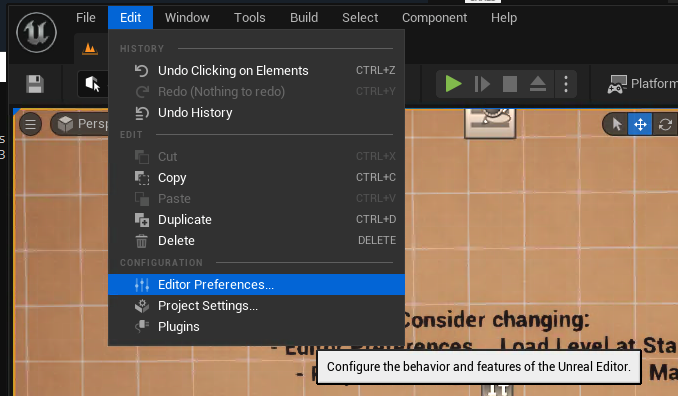 File Edit Window Tools Build Select Component Help
HISTORY
Undo Clicking on Elements CTRL+Z
Redo (Nothing to redo) CTRL+Y
Undo History
Platform
Persp
EDIT
Cut CTRL+X
s
3
Copy CTRL+C
Paste CTRL+V
Duplicate CTRL+D
Delete DELETE
CONFIGURATION
Editor Preferences...
Project Settings...
Plugins
Consider changing:
- Editor Preferences Load Level at Sta
Configure the behavior and features of the Unreal Editor.
Ma